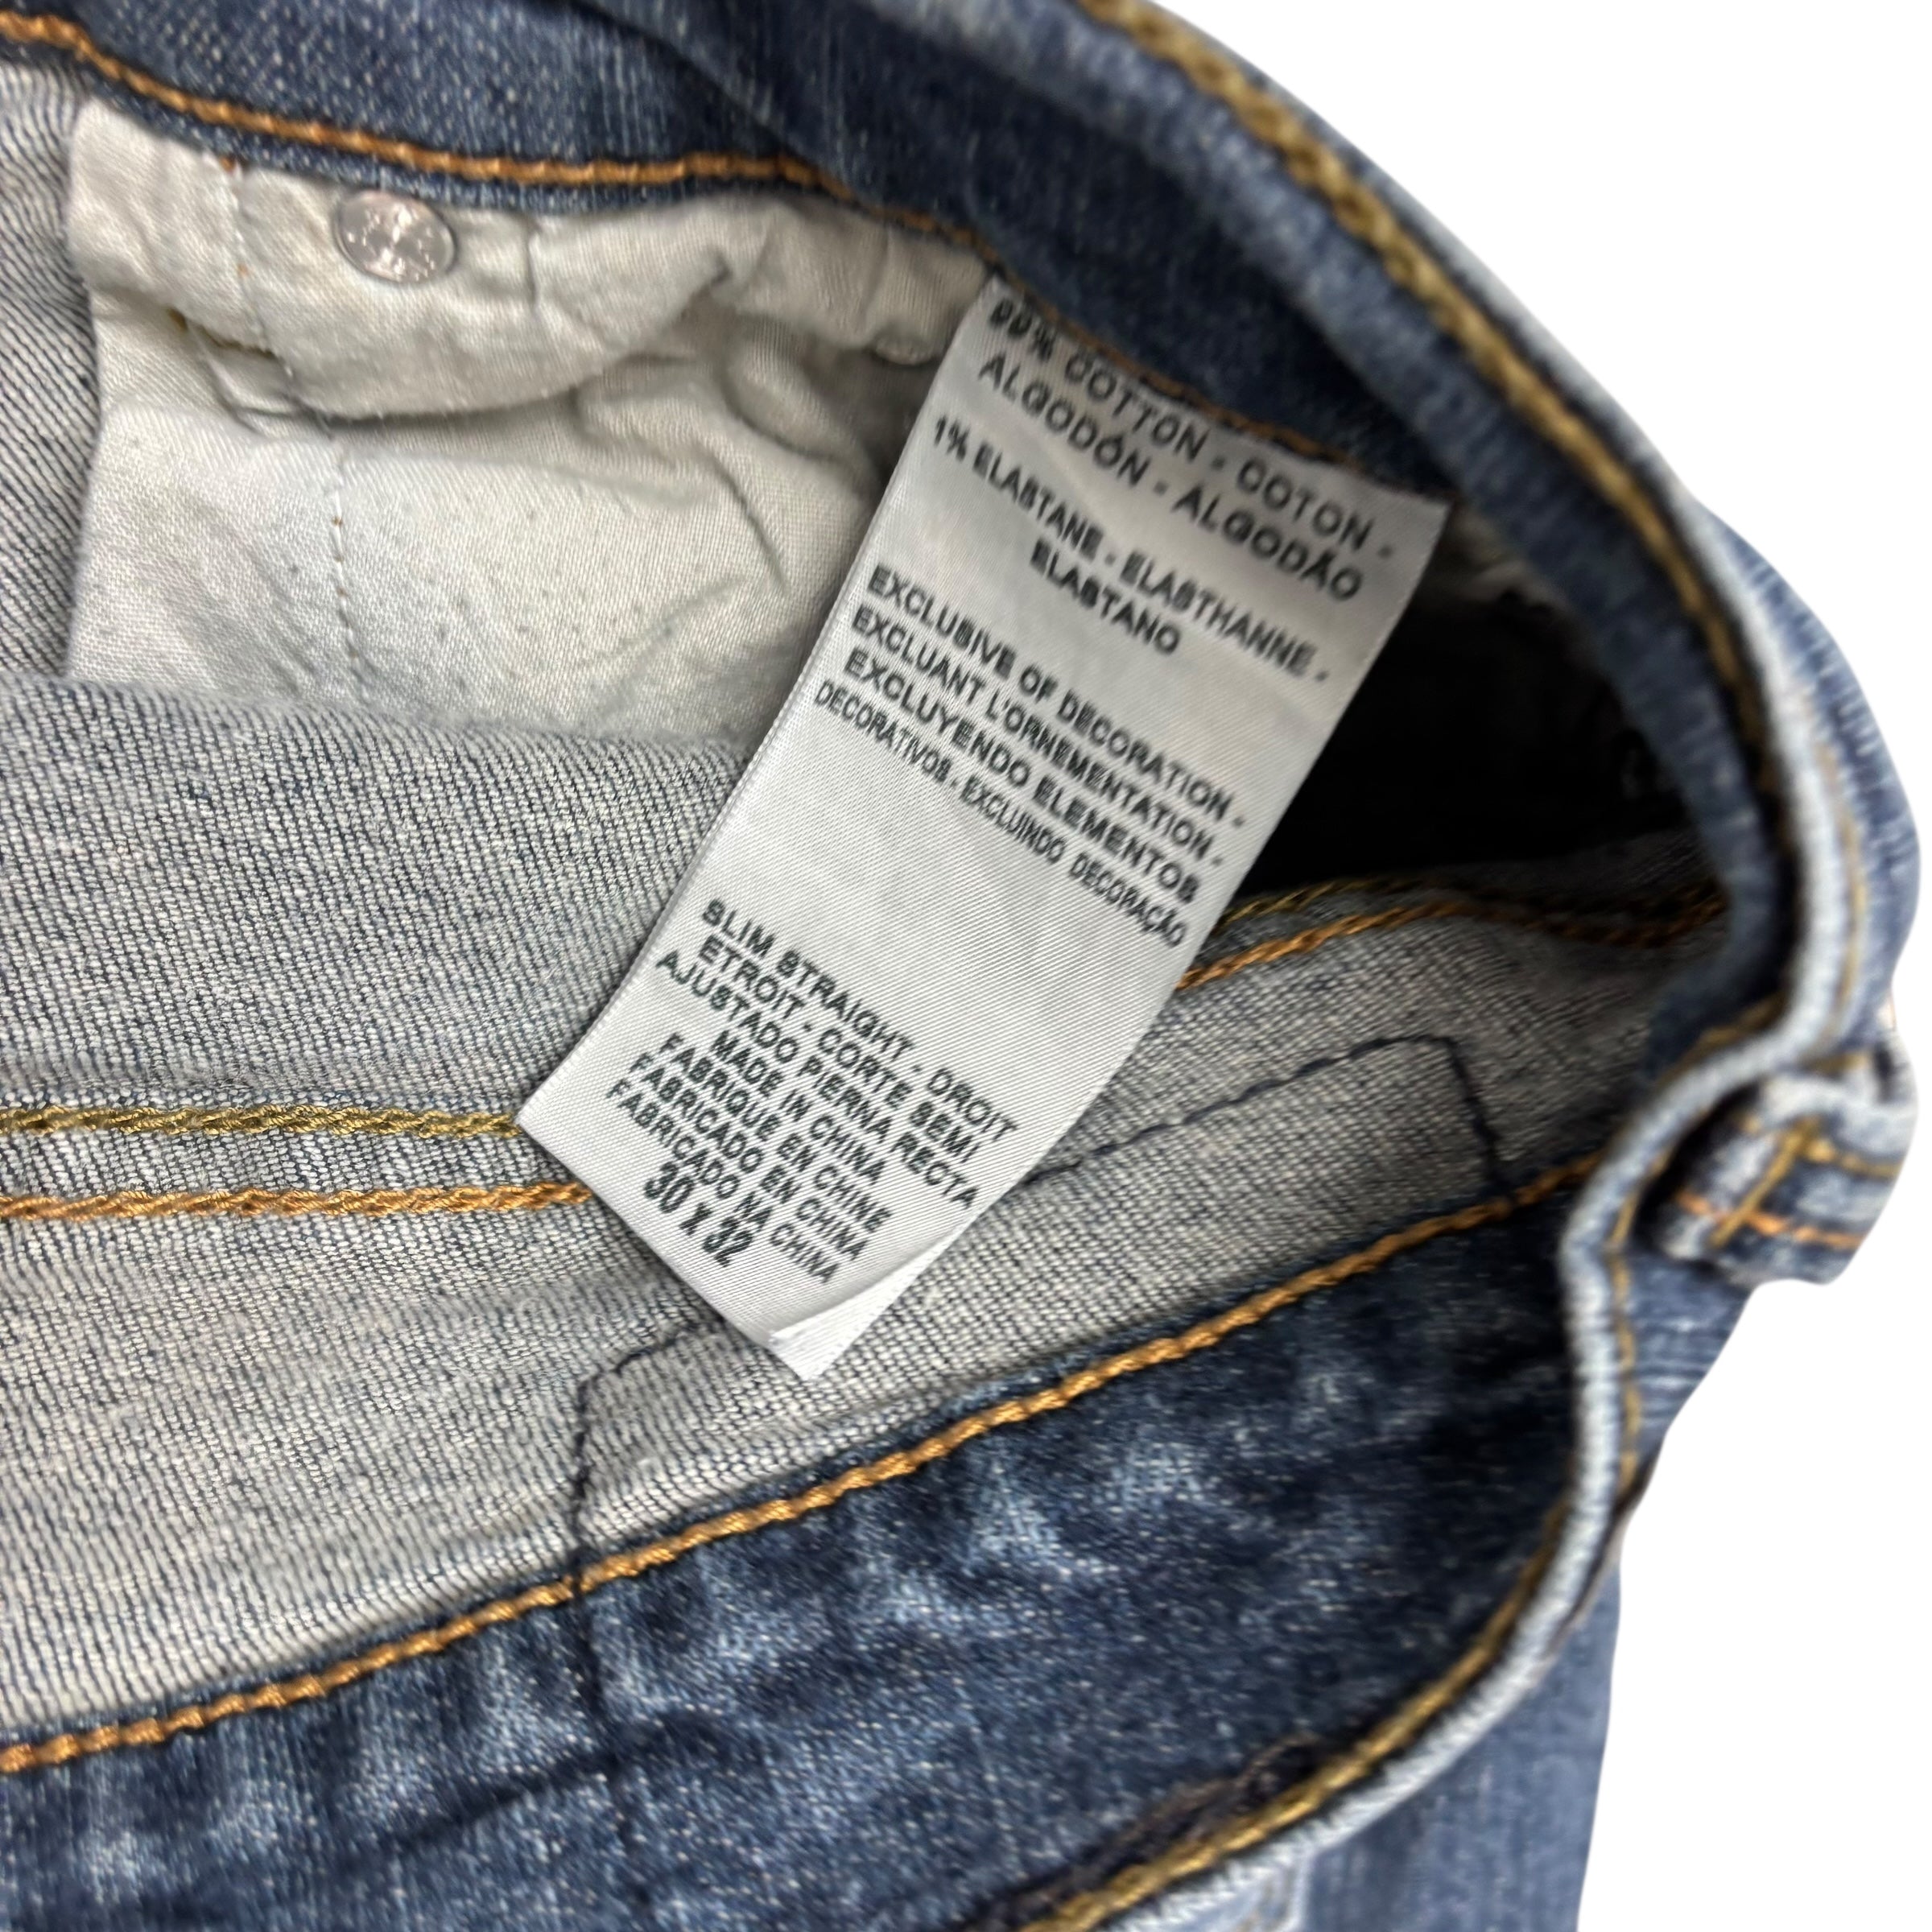 99% COTTON - COTON -
ALGODÓN - ALGODÃO
1% ELASTANE - ELASTHANNE -
ELASTANO
EXCLUSIVE OF DECORATION -
EXCLUANT L'ORNEMENTATION -
EXCLUYENDO ELEMENTOS
DECORATIVOS - EXCLUINDO DECORAÇÃO
SLIM STRAIGHT - DROIT
ETROIT - CORTE SEMI
AJUSTADO PIERNA RECTA
MADE IN CHINA
FABRIQUE EN CHINE
FABRICADO EN CHINA
FABRICADO NA CHINA
30 X 32